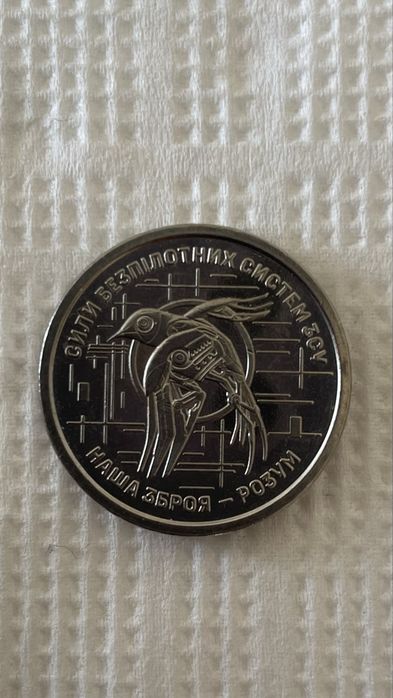 СИЛИ БЕЗПІЛОТНИХ СИСТЕМ ЗСУ
НАША ЗБРОЯ – РОЗУМ